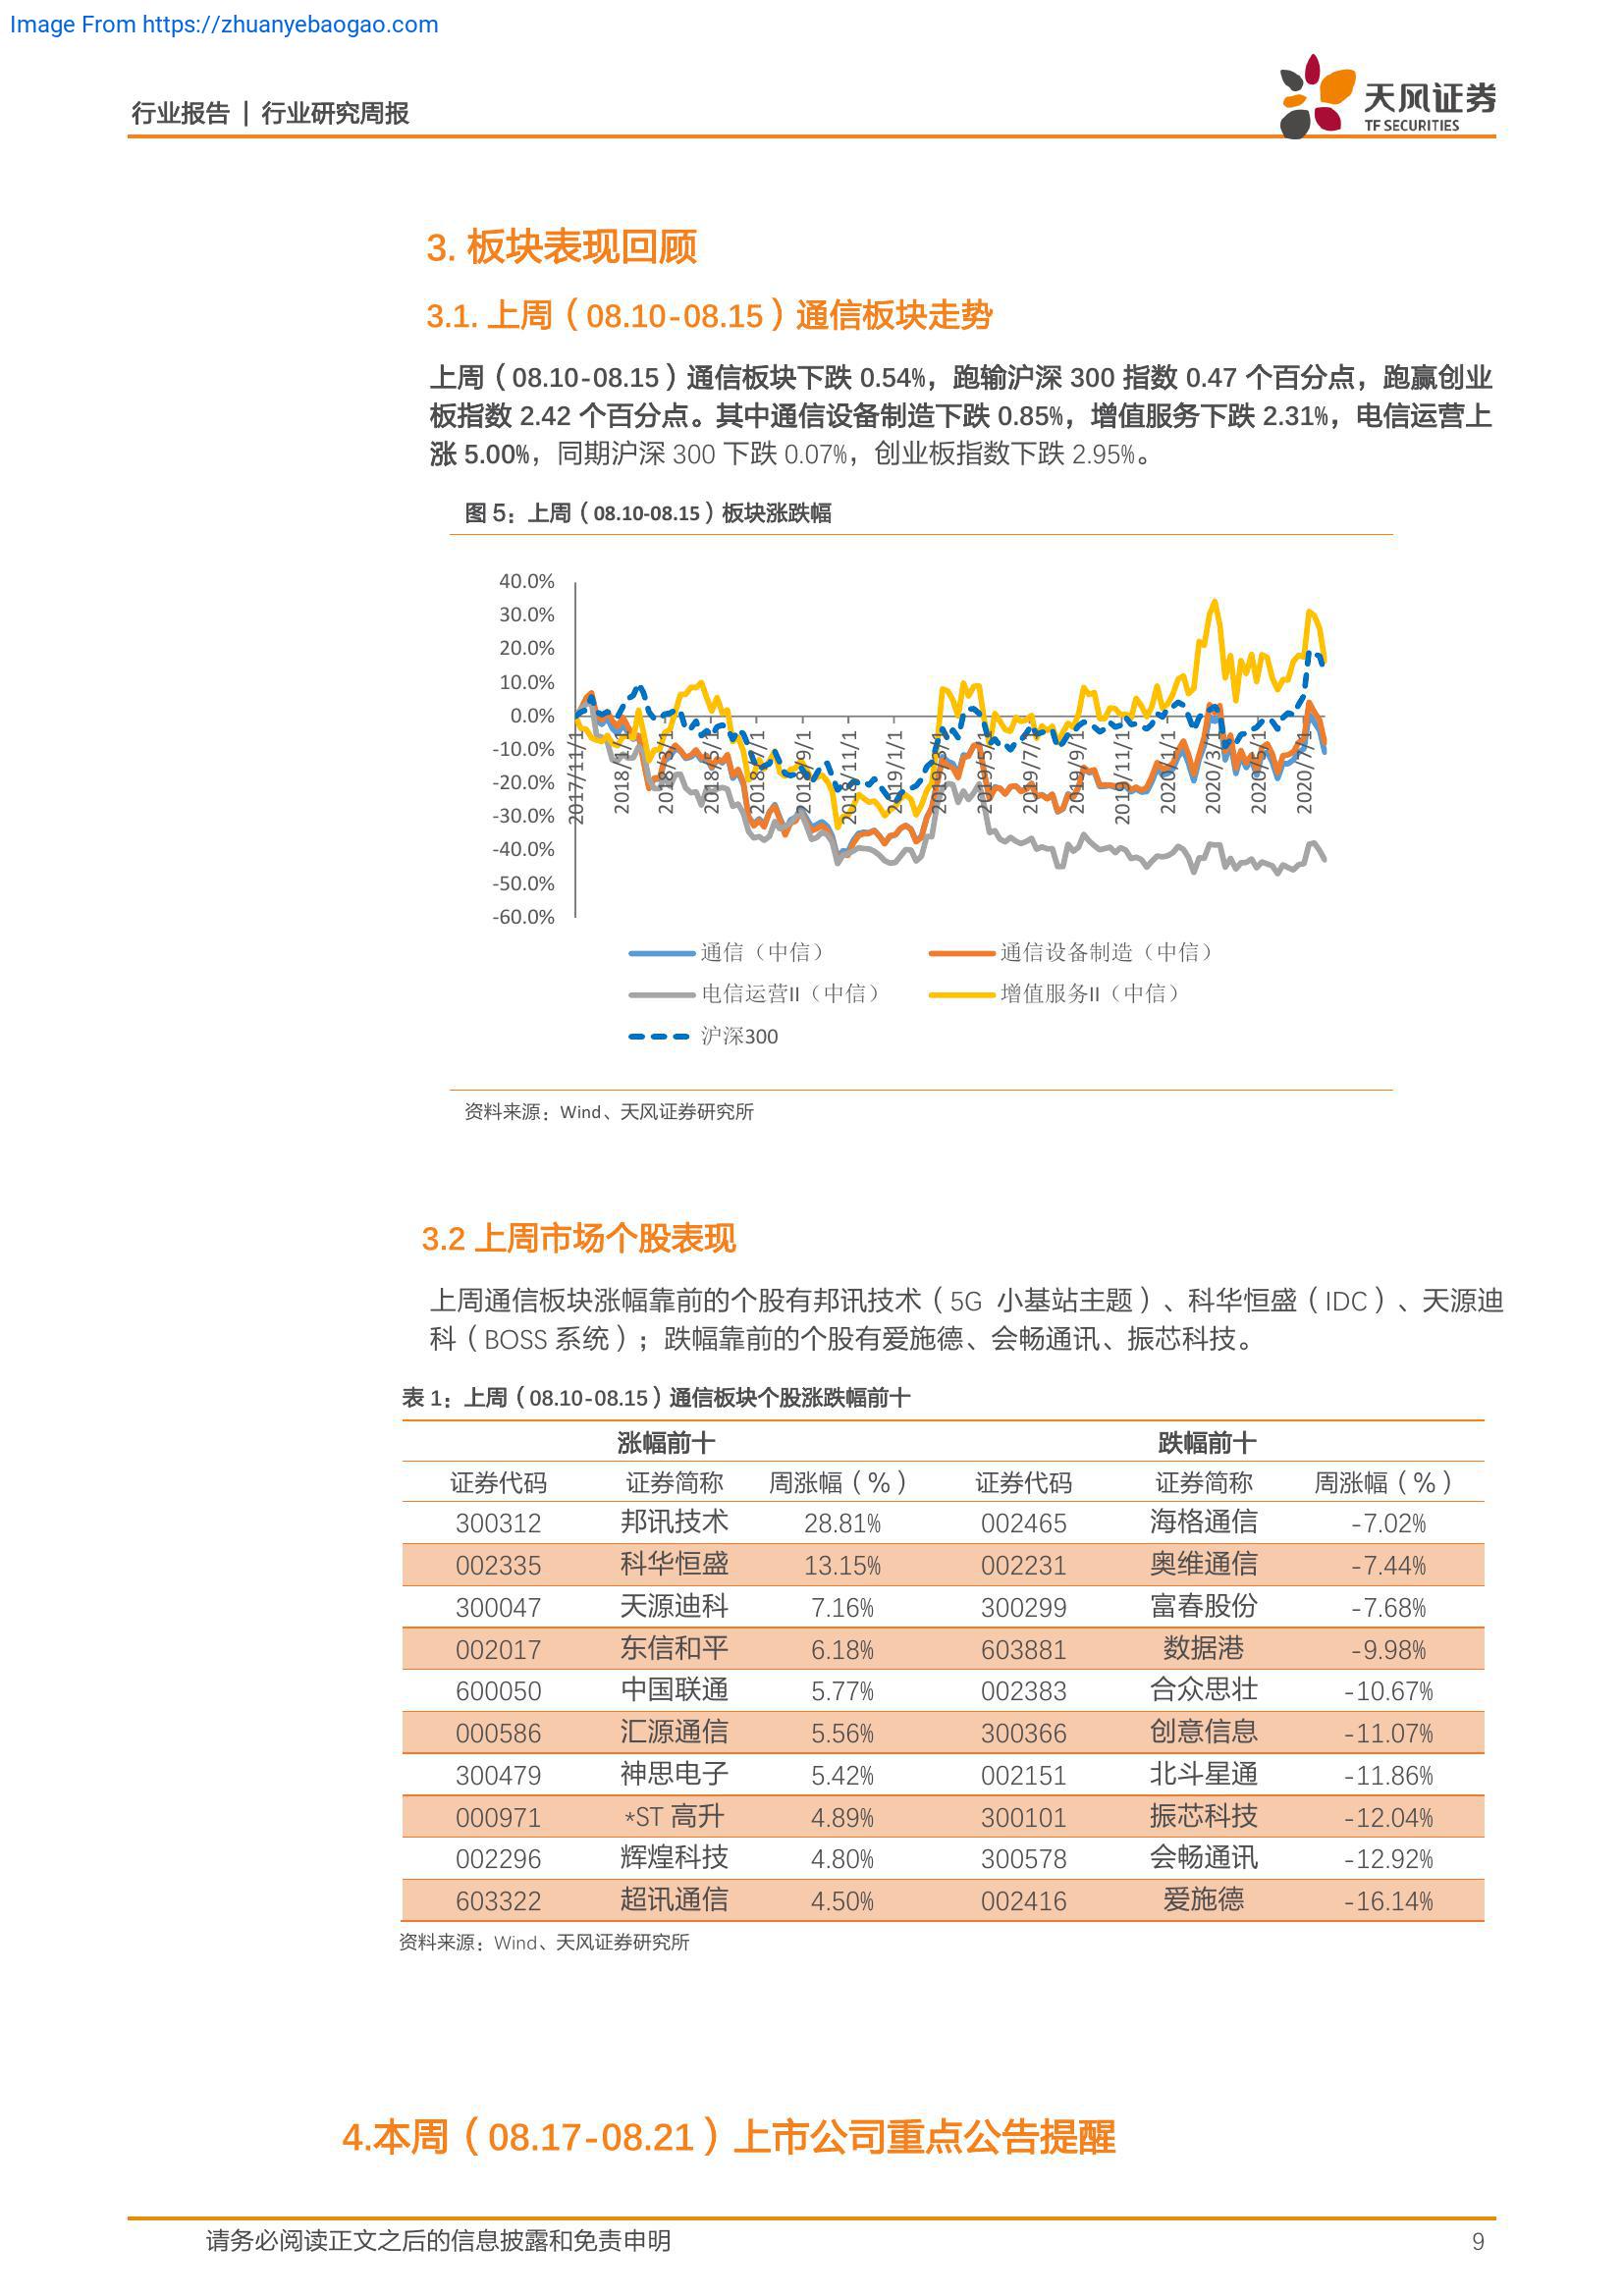 Image From https://zhuanyebaogao.com
行业报告 | 行业研究周报
天风证券
TF SECURITIES
3. 板块表现回顾
3.1. 上周（08.10-08.15）通信板块走势
上周（08.10-08.15）通信板块下跌 0.54%，跑输沪深 300 指数 0.47 个百分点，跑赢创业
板指数 2.42 个百分点。其中通信设备制造下跌 0.85%，增值服务下跌 2.31%，电信运营上
涨 5.00%，同期沪深 300 下跌 0.07%，创业板指数下跌 2.95%。
图 5：上周（08.10-08.15）板块涨跌幅
40.0%
30.0%
20.0%
10.0%
0.0%
-10.0%
-20.0%
-30.0%
-40.0%
-50.0%
-60.0%
2017/11/1
2018/1/1
2018/3/1
2018/5/1
2018/7/1
2018/9/1
2018/11/1
2019/1/1
2019/3/1
2019/5/1
2019/7/1
2019/9/1
2019/11/1
2020/1/1
2020/3/1
2020/5/1
2020/7/1
通信（中信） 通信设备制造（中信）
电信运营II（中信） 增值服务II（中信）
沪深300
资料来源：Wind、天风证券研究所
3.2 上周市场个股表现
上周通信板块涨幅靠前的个股有邦讯技术（5G 小基站主题）、科华恒盛（IDC）、天源迪
科（BOSS 系统）；跌幅靠前的个股有爱施德、会畅通讯、振芯科技。
表 1：上周（08.10-08.15）通信板块个股涨跌幅前十
涨幅前十 跌幅前十
证券代码 证券简称 周涨幅（%） 证券代码 证券简称 周涨幅（%）
300312 邦讯技术 28.81% 002465 海格通信 -7.02%
002335 科华恒盛 13.15% 002231 奥维通信 -7.44%
300047 天源迪科 7.16% 300299 富春股份 -7.68%
002017 东信和平 6.18% 603881 数据港 -9.98%
600050 中国联通 5.77% 002383 合众思壮 -10.67%
000586 汇源通信 5.56% 300366 创意信息 -11.07%
300479 神思电子 5.42% 002151 北斗星通 -11.86%
000971 *ST 高升 4.89% 300101 振芯科技 -12.04%
002296 辉煌科技 4.80% 300578 会畅通讯 -12.92%
603322 超讯通信 4.50% 002416 爱施德 -16.14%
资料来源：Wind、天风证券研究所
4.本周（08.17-08.21）上市公司重点公告提醒
请务必阅读正文之后的信息披露和免责申明 9